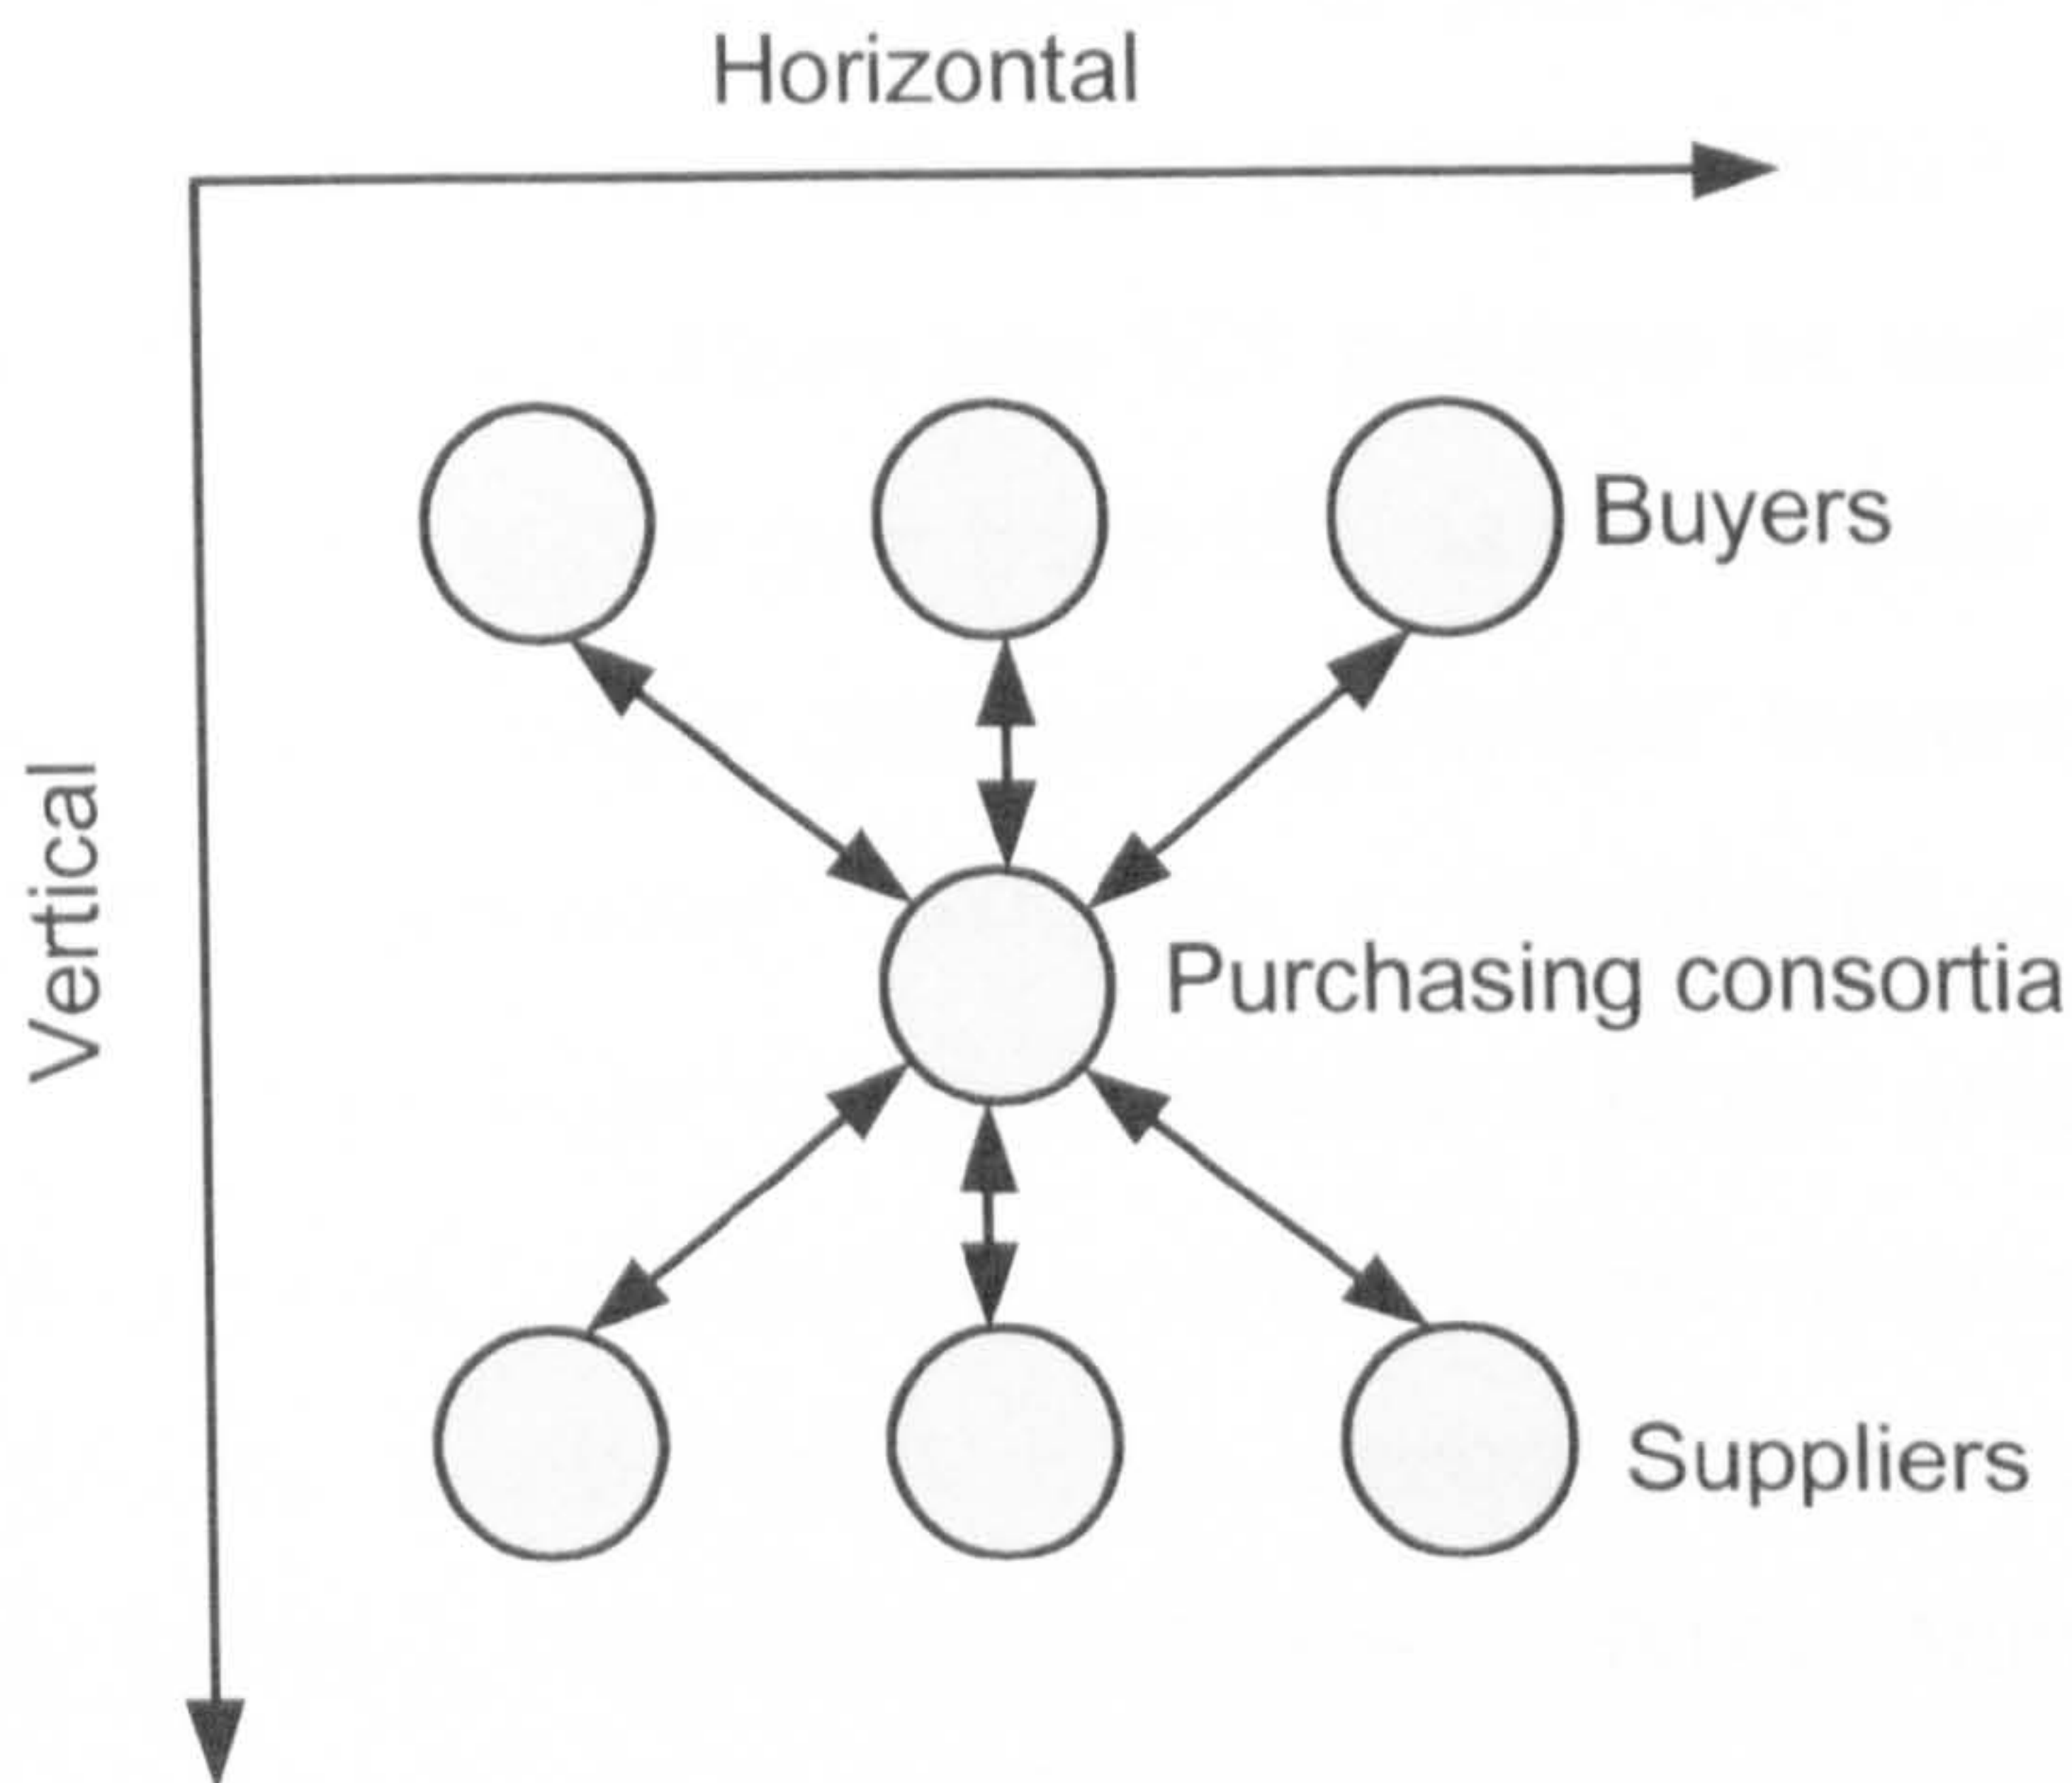 Horizontal
Buyers
Vertical
Purchasing consortia
Suppliers